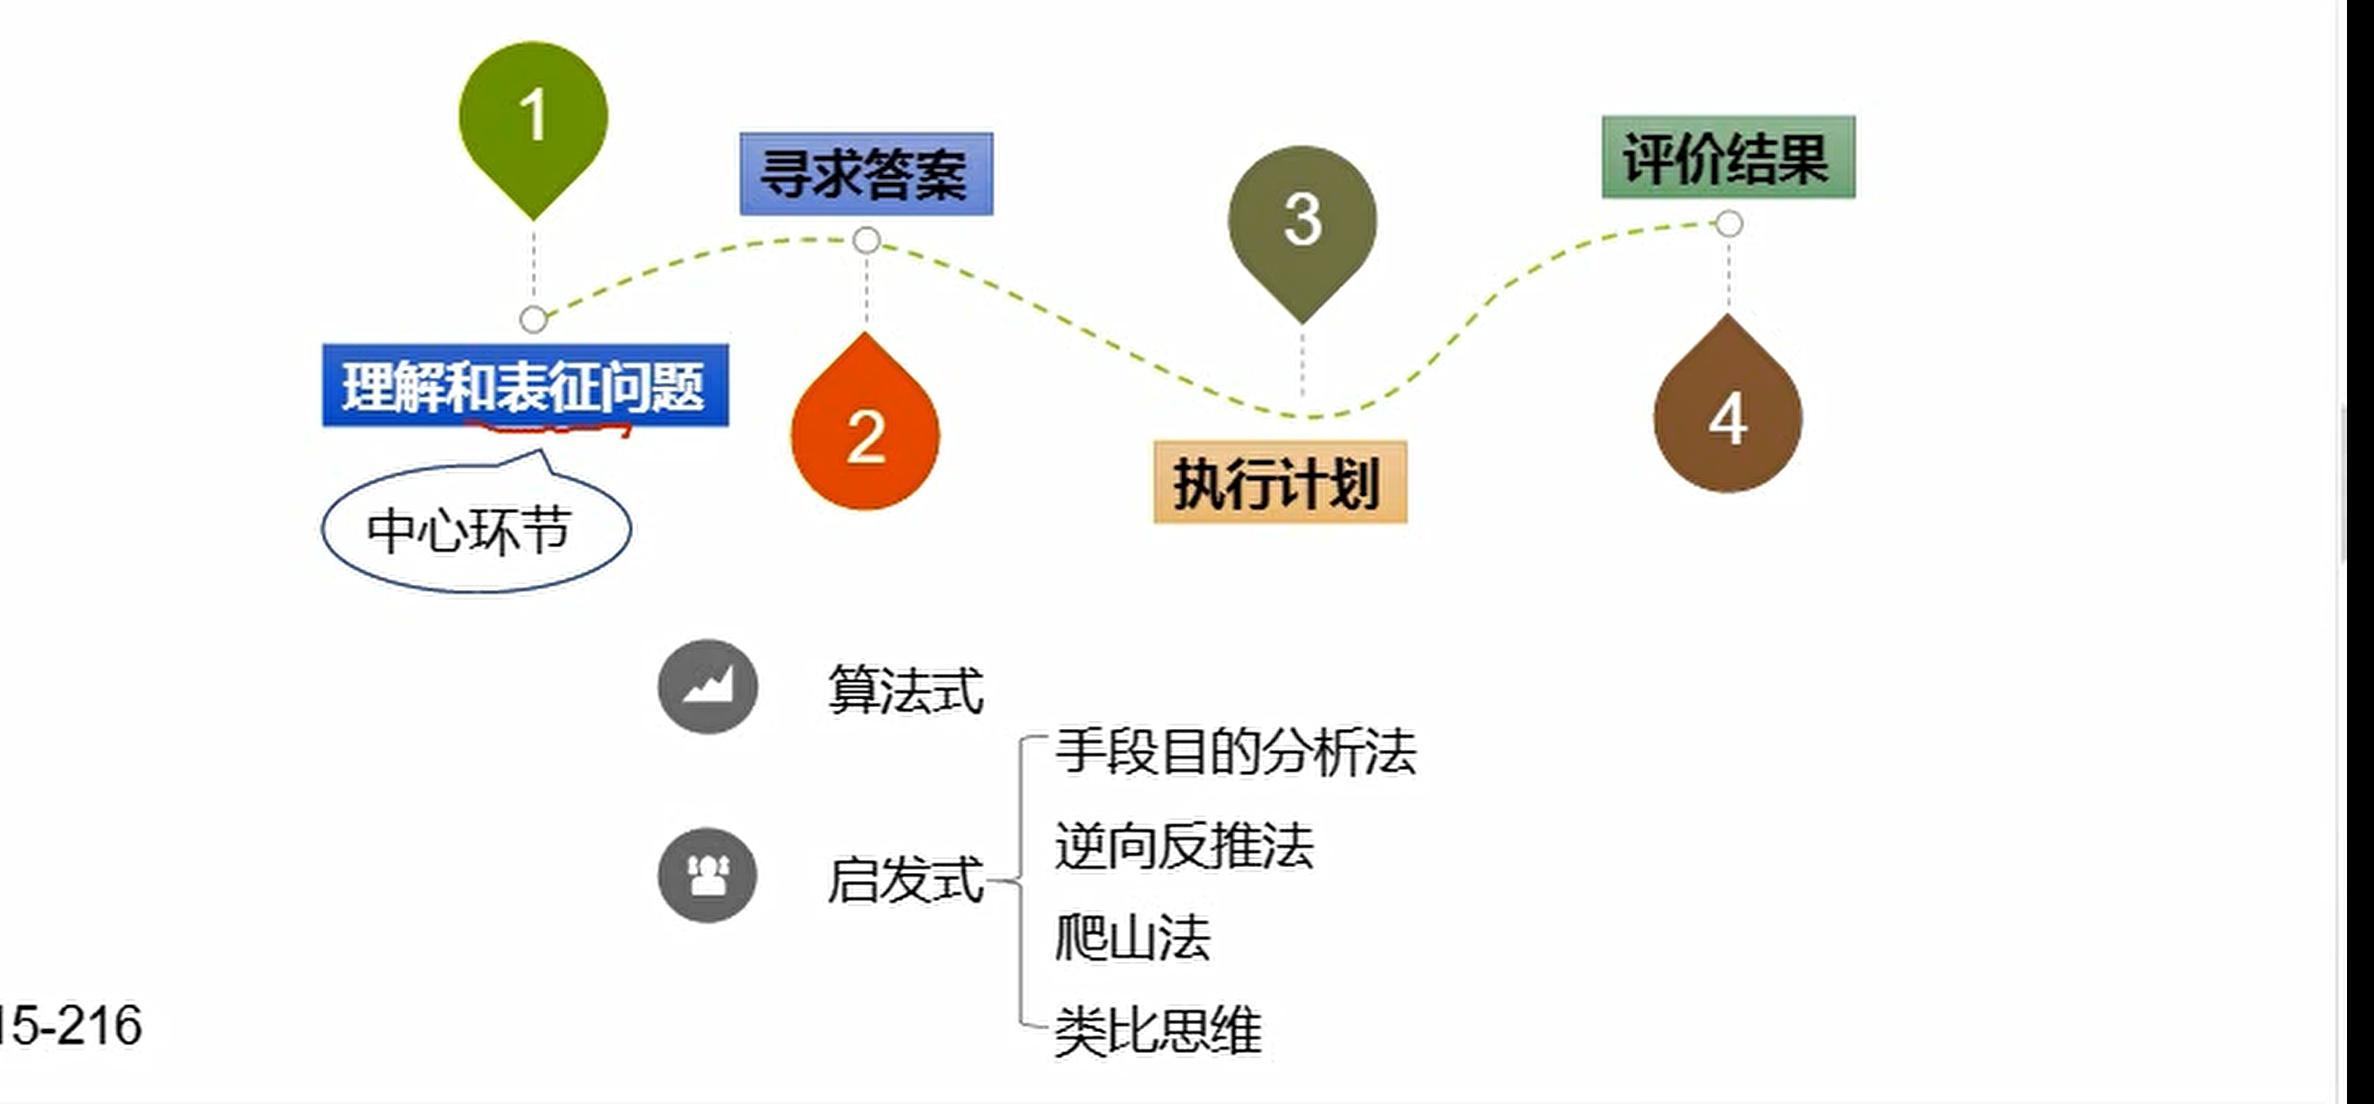 1
寻求答案
评价结果
3
理解和表征问题
2
4
执行计划
中心环节
算法式
手段目的分析法
逆向反推法
启发式
爬山法
类比思维
15-216